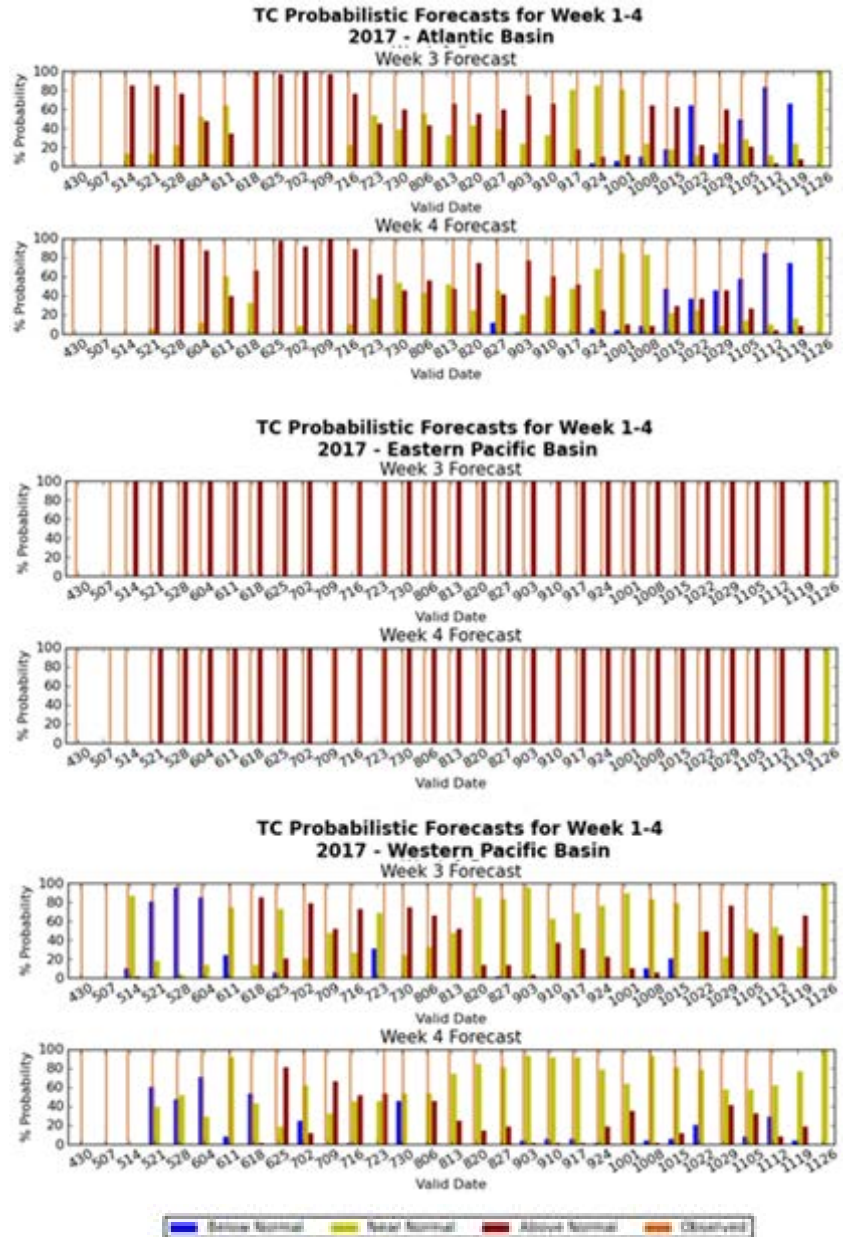 TC Probabilistic Forecasts for Week 1-4
2017 - Atlantic Basin
Week 3 Forecast
% Probability
100
80
60
40
20
0
430 507 514 521 528 604 611 618 625 702 709 716 723 730 806 813 820 827 903 910 917 924 1001 1008 1015 1022 1029 1105 1112 1119 1126
Valid Date
Week 4 Forecast
% Probability
100
80
60
40
20
0
430 507 514 521 528 604 611 618 625 702 709 716 723 730 806 813 820 827 903 910 917 924 1001 1008 1015 1022 1029 1105 1112 1119 1126
Valid Date
TC Probabilistic Forecasts for Week 1-4
2017 - Eastern Pacific Basin
Week 3 Forecast
% Probability
100
80
60
40
20
0
430 507 514 521 528 604 611 618 625 702 709 716 723 730 806 813 820 827 903 910 917 924 1001 1008 1015 1022 1029 1105 1112 1119 1126
Valid Date
Week 4 Forecast
% Probability
100
80
60
40
20
0
430 507 514 521 528 604 611 618 625 702 709 716 723 730 806 813 820 827 903 910 917 924 1001 1008 1015 1022 1029 1105 1112 1119 1126
Valid Date
TC Probabilistic Forecasts for Week 1-4
2017 - Western Pacific Basin
Week 3 Forecast
% Probability
100
80
60
40
20
0
430 507 514 521 528 604 611 618 625 702 709 716 723 730 806 813 820 827 903 910 917 924 1001 1008 1015 1022 1029 1105 1112 1119 1126
Valid Date
Week 4 Forecast
% Probability
100
80
60
40
20
0
430 507 514 521 528 604 611 618 625 702 709 716 723 730 806 813 820 827 903 910 917 924 1001 1008 1015 1022 1029 1105 1112 1119 1126
Valid Date
Below Normal Near Normal Above Normal Observed